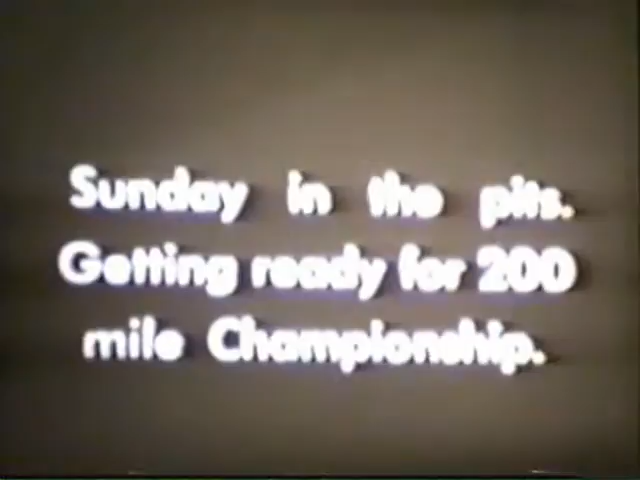 Sunday in the pits.
Getting ready for 200
mile Championship.